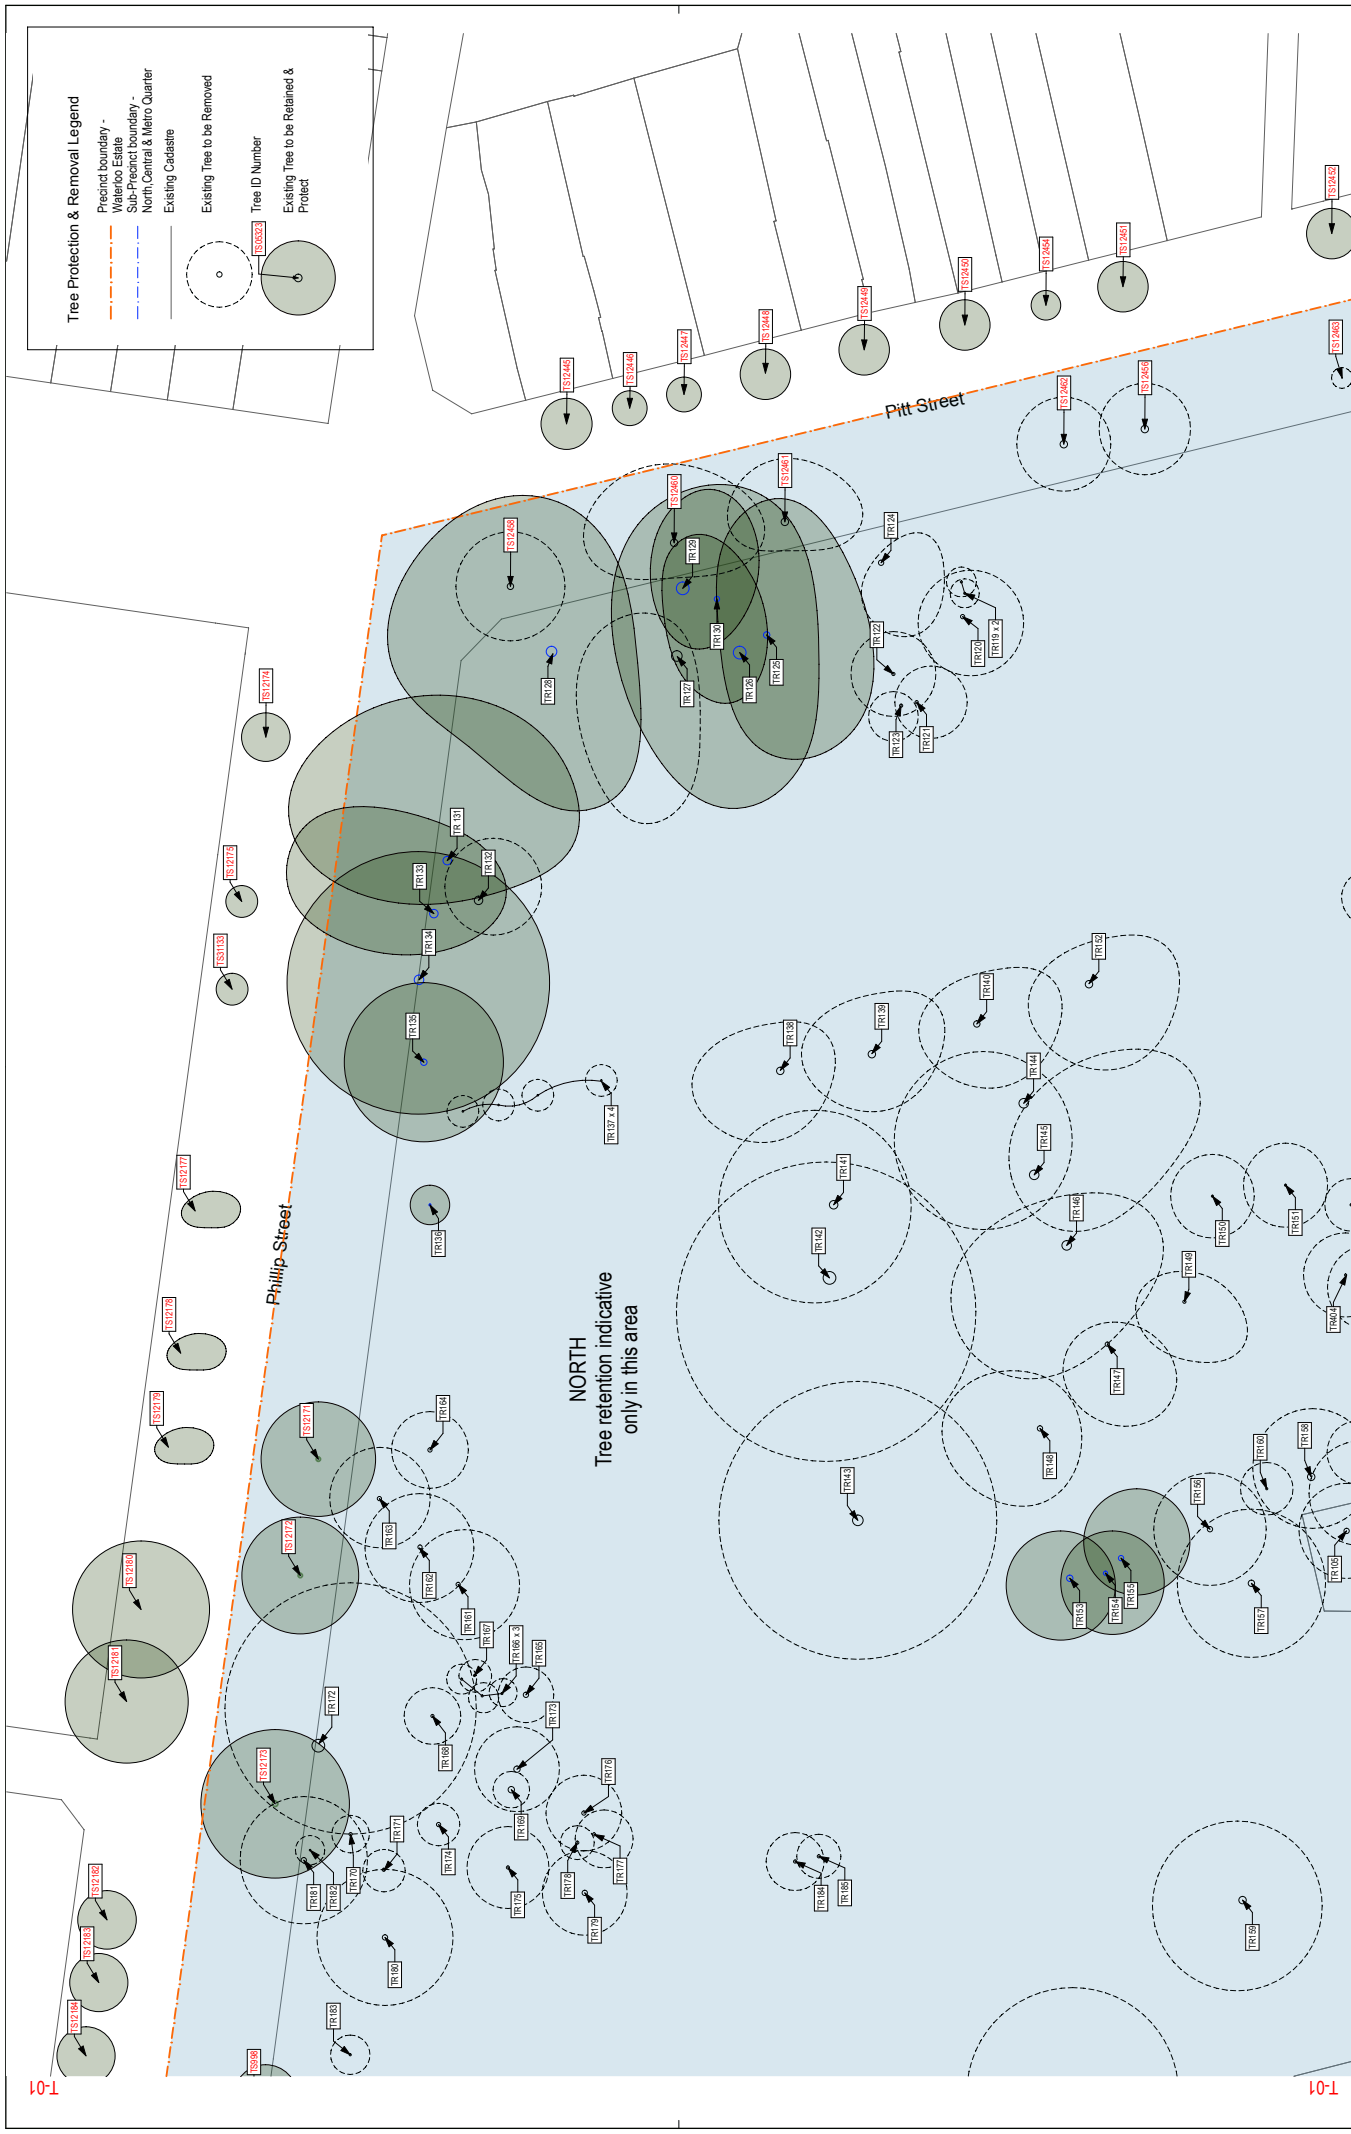 Tree Protection & Removal Legend
Precinct boundary -
Waterloo Estate
Sub-Precinct boundary -
North,Central & Metro Quarter
Existing Cadastre
Existing Tree to be Removed
TS05323
Tree ID Number
Existing Tree to be Retained &
Protect
TS12452
TS12451
TS12454
TS12450
TS12449
TS12448
TS12447
TS12446
TS12445
TS12463
TS12456
TS12462
Pitt Street
TS12461
TS12460
TS12458
TR124
TR129
TR130
TR119 x 2
TR120
TR122
TR125
TR126
TR127
TR128
TR123
TR121
TS12174
TS12175
TS31133
TR 131
TR132
TR133
TR134
TR135
TR137 x 4
TR136
TR138
TR139
TR140
TR152
TR144
TR145
TR141
TR142
TR146
TR150
TR151
TR149
TR404
TR147
TR148
TR143
TS12177
TS12178
TS12179
Phillip Street
NORTH
Tree retention indicative
only in this area
TS12171
TS12172
TS12180
TS12181
TS12173
TR164
TR163
TR162
TR161
TR167
TR166 x 3
TR165
TR172
TR168
TR173
TR169
TR176
TR177
TR178
TR179
TR174
TR175
TR171
TR170
TR182
TR181
TR180
TR183
TR184
TR185
TR160
TR158
TR156
TR105
TR157
TR153
TR154
TR155
TR159
TS12182
TS12183
TS12184
TS998
T-01
T-01